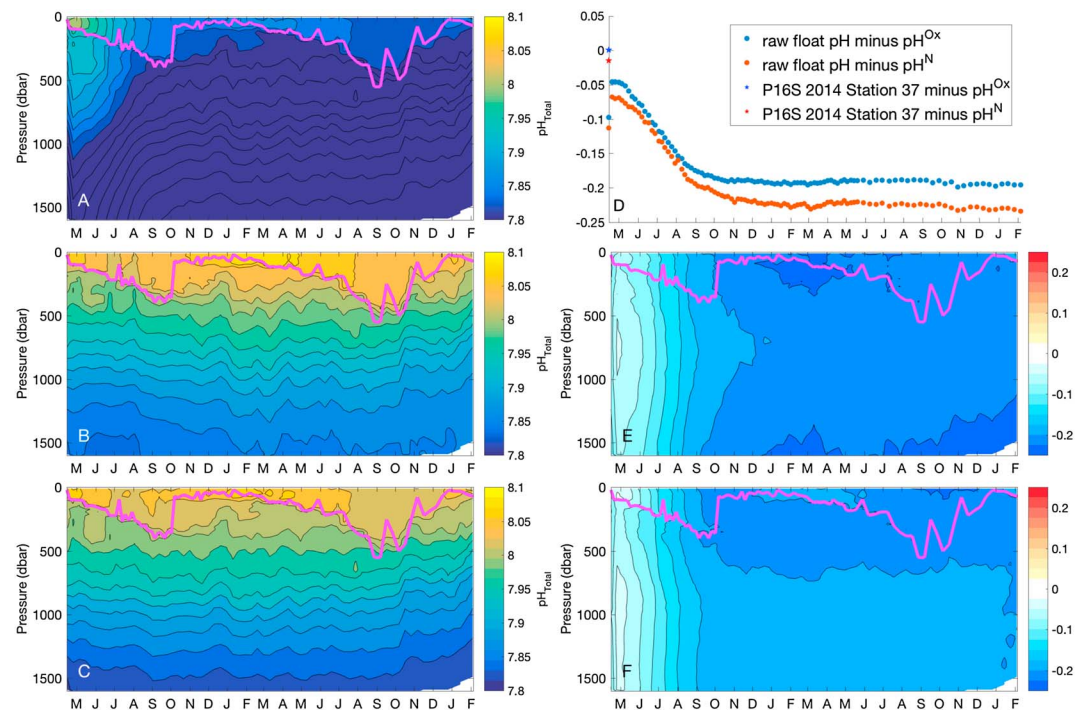 0
500
1000
1500
Pressure (dbar)
A
M J J A S O N D J F M A M J J A S O N D J F
8.1
8.05
8
7.95
7.9
7.85
7.8
pHTotal
0.05
0
-0.05
-0.1
-0.15
-0.2
-0.25
raw float pH minus pHOx
raw float pH minus pHN
P16S 2014 Station 37 minus pHOx
P16S 2014 Station 37 minus pHN
D
M J J A S O N D J F M A M J J A S O N D J F
0
500
1000
1500
Pressure (dbar)
B
M J J A S O N D J F M A M J J A S O N D J F
8.1
8.05
8
7.95
7.9
7.85
7.8
pHTotal
0
500
1000
1500
Pressure (dbar)
E
M J J A S O N D J F M A M J J A S O N D J F
0.2
0.1
0
-0.1
-0.2
0
500
1000
1500
Pressure (dbar)
C
M J J A S O N D J F M A M J J A S O N D J F
8.1
8.05
8
7.95
7.9
7.85
7.8
pHTotal
0
500
1000
1500
Pressure (dbar)
F
M J J A S O N D J F M A M J J A S O N D J F
0.2
0.1
0
-0.1
-0.2